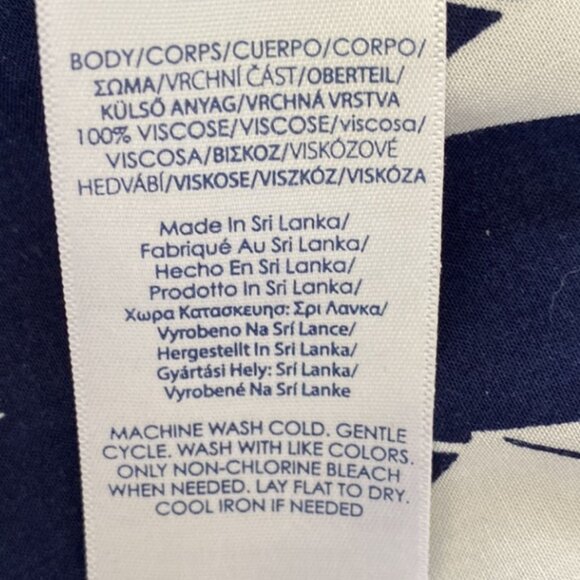 BODY/CORPS/CUERPO/CORPO/
ΣΩΜΑ/VRCHNÍ ČÁST/OBERTEIL/
KÜLSŐ ANYAG/VRCHNÁ VRSTVA
100% VISCOSE/VISCOSE/viscosa/
VISCOSA/ΒΙΣΚΟΖ/VISKÓZOVÉ
HEDVÁBÍ/VISKOSE/VISZKÓZ/VISKÓZA
Made In Sri Lanka/
Fabriqué Au Sri Lanka/
Hecho En Sri Lanka/
Prodotto In Sri Lanka/
Χωρα Κατασκευησ: Σρι Λανκα/
Vyrobeno Na Srí Lance/
Hergestellt In Sri Lanka/
Gyártási Hely: Srí Lanka/
Vyrobené Na Srí Lanke
MACHINE WASH COLD. GENTLE
CYCLE. WASH WITH LIKE COLORS.
ONLY NON-CHLORINE BLEACH
WHEN NEEDED. LAY FLAT TO DRY.
COOL IRON IF NEEDED